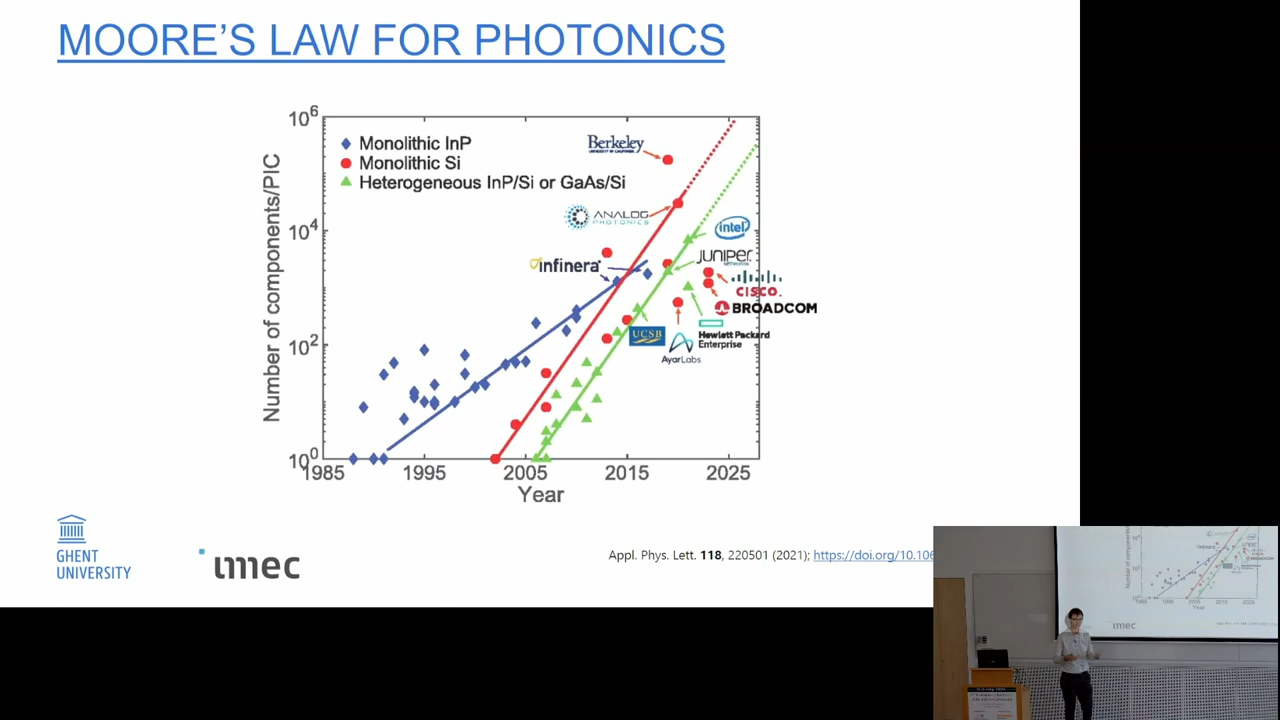 MOORE'S LAW FOR PHOTONICS
Number of components/PIC
10^6
10^4
10^2
10^0
Monolithic InP
Monolithic Si
Heterogeneous InP/Si or GaAs/Si
Berkeley
ANALOG
PHOTONICS
infinera
intel
JUNIPER
NETWORKS
CISCO
BROADCOM
UCSB
AyarLabs
Hewlett Packard
Enterprise
1985
1995
2005
2015
2025
Year
GHENT
UNIVERSITY
imec
Appl. Phys. Lett. 118, 220501 (2021); https://doi.org/10.106
imec